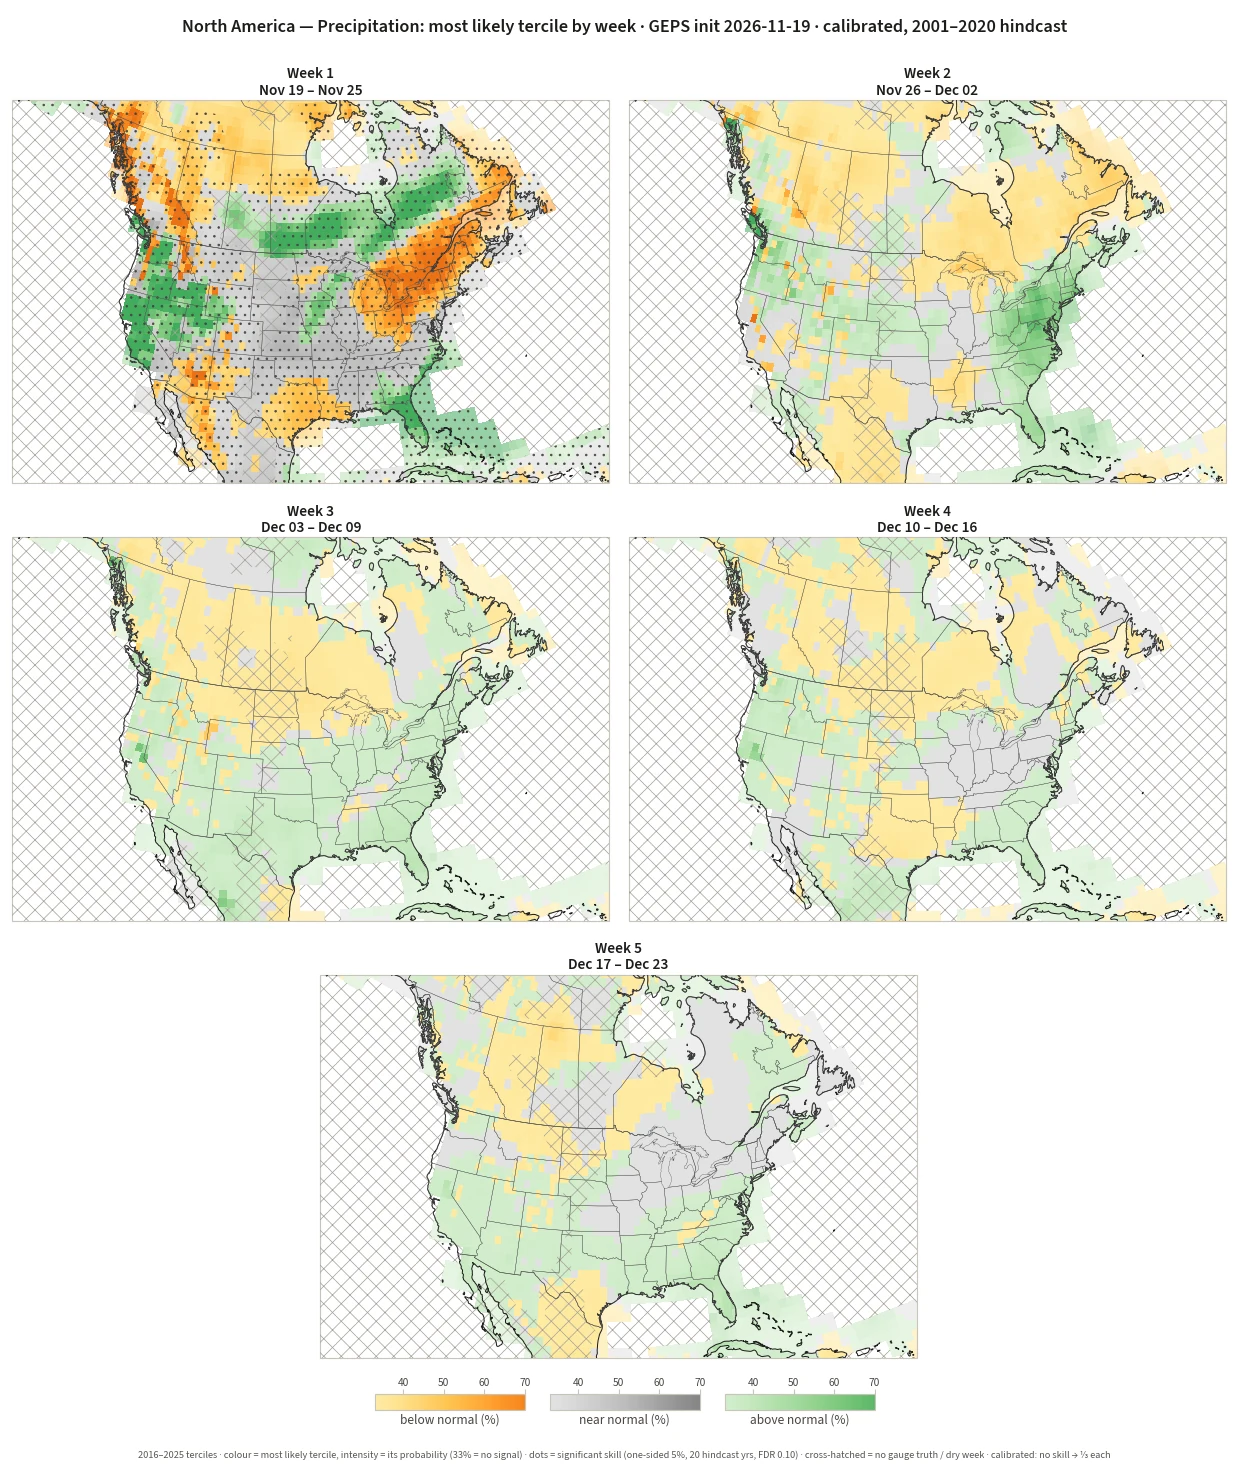 North America — Precipitation: most likely tercile by week · GEPS init 2026-11-19 · calibrated, 2001–2020 hindcast
Week 1
Nov 19 – Nov 25
Week 2
Nov 26 – Dec 02
Week 3
Dec 03 – Dec 09
Week 4
Dec 10 – Dec 16
Week 5
Dec 17 – Dec 23
40 50 60 70
below normal (%)
40 50 60 70
near normal (%)
40 50 60 70
above normal (%)
2016–2025 terciles · colour = most likely tercile, intensity = its probability (33% = no signal) · dots = significant skill (one-sided 5%, 20 hindcast yrs, FDR 0.10) · cross-hatched = no gauge truth / dry week · calibrated: no skill → ⅓ each